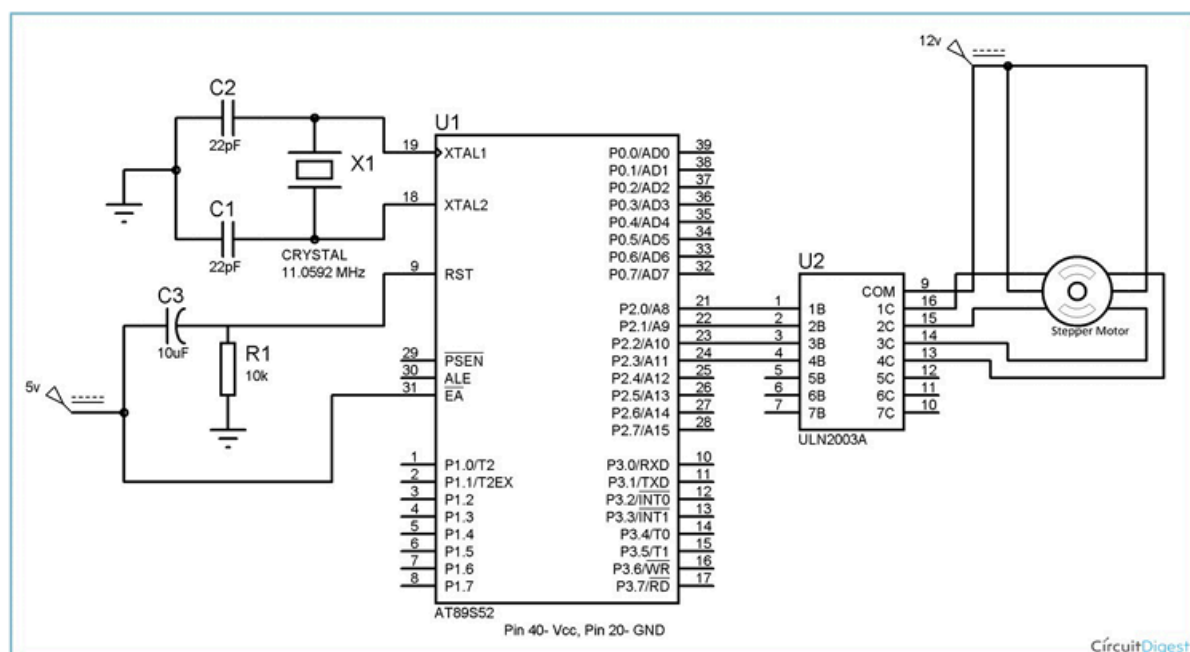 12v
C2
22pF
X1
C1
22pF
CRYSTAL
11.0592 MHz
C3
10uF
R1
10k
5v
U1
19 XTAL1
18 XTAL2
9 RST
29 PSEN
30 ALE
31 EA
1 P1.0/T2
2 P1.1/T2EX
3 P1.2
4 P1.3
5 P1.4
6 P1.5
7 P1.6
8 P1.7
P0.0/AD0 39
P0.1/AD1 38
P0.2/AD2 37
P0.3/AD3 36
P0.4/AD4 35
P0.5/AD5 34
P0.6/AD6 33
P0.7/AD7 32
P2.0/A8 21
P2.1/A9 22
P2.2/A10 23
P2.3/A11 24
P2.4/A12 25
P2.5/A13 26
P2.6/A14 27
P2.7/A15 28
P3.0/RXD 10
P3.1/TXD 11
P3.2/INT0 12
P3.3/INT1 13
P3.4/T0 14
P3.5/T1 15
P3.6/WR 16
P3.7/RD 17
AT89S52
Pin 40- Vcc, Pin 20- GND
U2
COM 9
1 1B 1C 16
2 2B 2C 15
3 3B 3C 14
4 4B 4C 13
5 5B 5C 12
6 6B 6C 11
7 7B 7C 10
ULN2003A
Stepper Motor
CircuitDigest